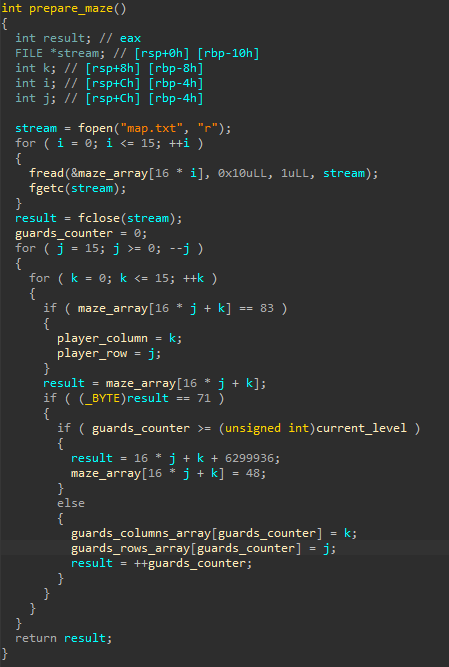 int prepare_maze()
{
  int result; // eax
  FILE *stream; // [rsp+0h] [rbp-10h]
  int k; // [rsp+8h] [rbp-8h]
  int i; // [rsp+Ch] [rbp-4h]
  int j; // [rsp+Ch] [rbp-4h]

  stream = fopen("map.txt", "r");
  for ( i = 0; i <= 15; ++i )
  {
    fread(&maze_array[16 * i], 0x10uLL, 1uLL, stream);
    fgetc(stream);
  }
  result = fclose(stream);
  guards_counter = 0;
  for ( j = 15; j >= 0; --j )
  {
    for ( k = 0; k <= 15; ++k )
    {
      if ( maze_array[16 * j + k] == 83 )
      {
        player_column = k;
        player_row = j;
      }
      result = maze_array[16 * j + k];
      if ( (_BYTE)result == 71 )
      {
        if ( guards_counter >= (unsigned int)current_level )
        {
          result = 16 * j + k + 6299936;
          maze_array[16 * j + k] = 48;
        }
        else
        {
          guards_columns_array[guards_counter] = k;
          guards_rows_array[guards_counter] = j;
          result = ++guards_counter;
        }
      }
    }
  }
  return result;
}